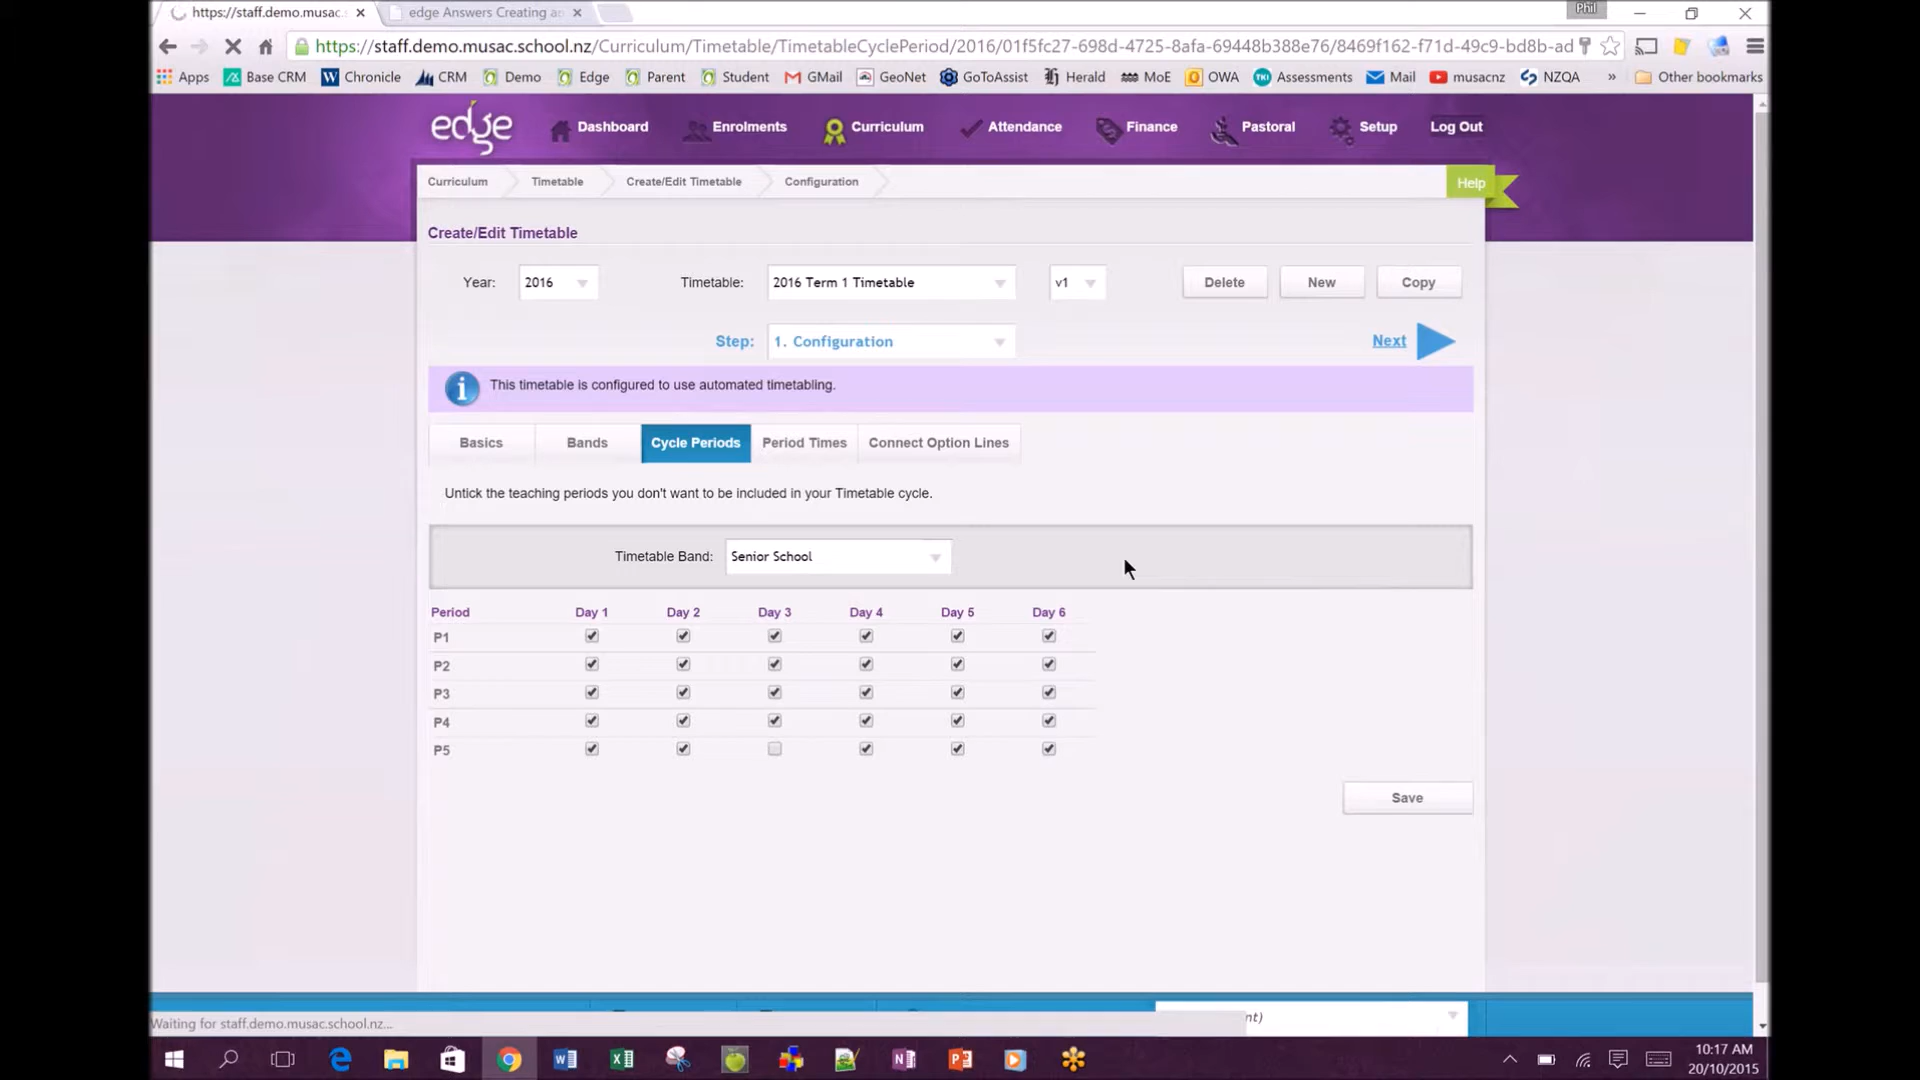 https://staff.demo.musac. edge Answers Creating an Phil
https://staff.demo.musac.school.nz/Curriculum/Timetable/TimetableCyclePeriod/2016/01f5fc27-698d-4725-8afa-69448b388e76/8469f162-f71d-49c9-bd8b-ad
Apps Base CRM Chronicle CRM Demo Edge Parent Student GMail GeoNet GoToAssist Herald MoE OWA Assessments Mail musacnz NZQA » Other bookmarks
edge Dashboard Enrolments Curriculum Attendance Finance Pastoral Setup Log Out
Curriculum Timetable Create/Edit Timetable Configuration Help
Create/Edit Timetable
Year: 2016 Timetable: 2016 Term 1 Timetable v1 Delete New Copy
Step: 1. Configuration Next
This timetable is configured to use automated timetabling.
Basics Bands Cycle Periods Period Times Connect Option Lines
Untick the teaching periods you don't want to be included in your Timetable cycle.
Timetable Band: Senior School
Period Day 1 Day 2 Day 3 Day 4 Day 5 Day 6
P1
P2
P3
P4
P5
Save
nt)
Waiting for staff.demo.musac.school.nz...
10:17 AM
20/10/2015